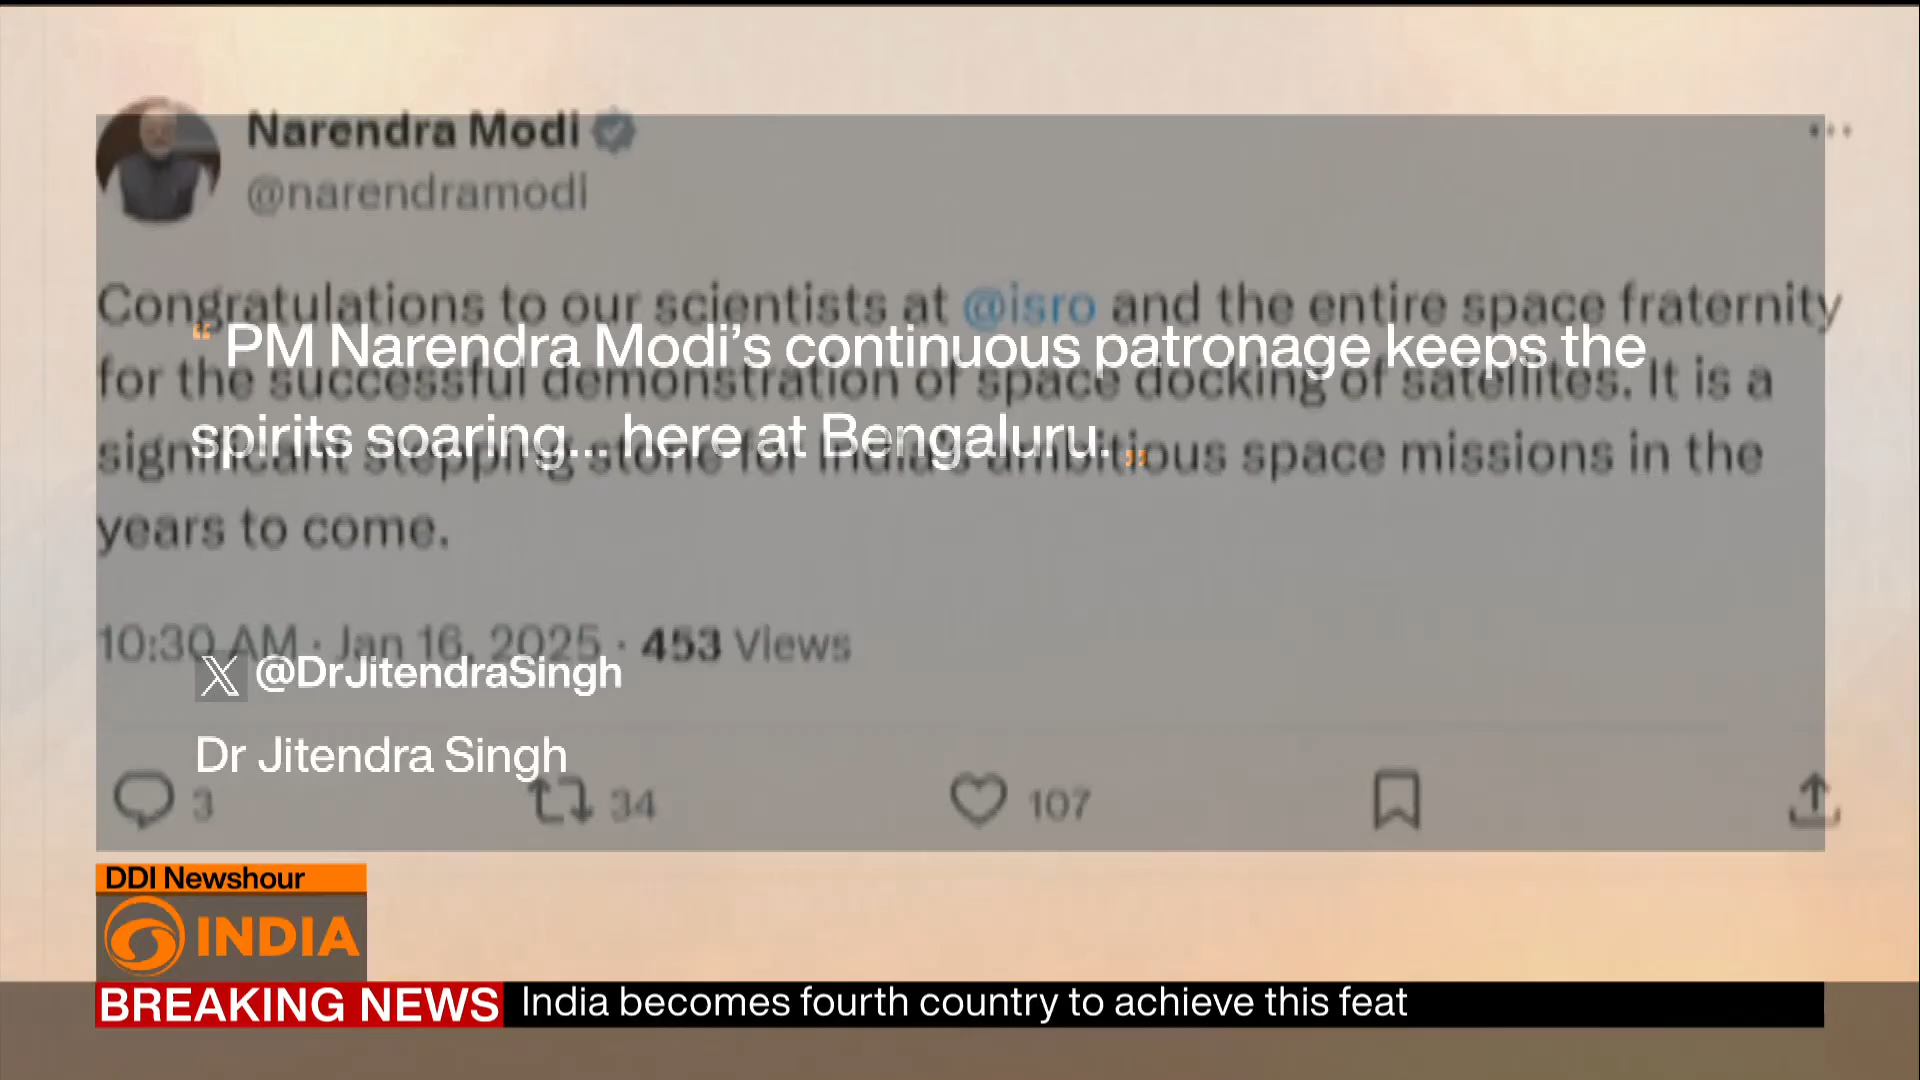 Narendra Modi
@narendramodi
Congratulations to our scientists at @isro and the entire space fraternity
for the successful demonstration of space docking of satellites. It is a
significant stepping stone for India's ambitious space missions in the
years to come.
10:30 AM · Jan 16, 2025 · 453 Views
3 34 107
“ PM Narendra Modi’s continuous patronage keeps the
spirits soaring... here at Bengaluru. ”
X @DrJitendraSingh
Dr Jitendra Singh
DDI Newshour
INDIA
BREAKING NEWS India becomes fourth country to achieve this feat